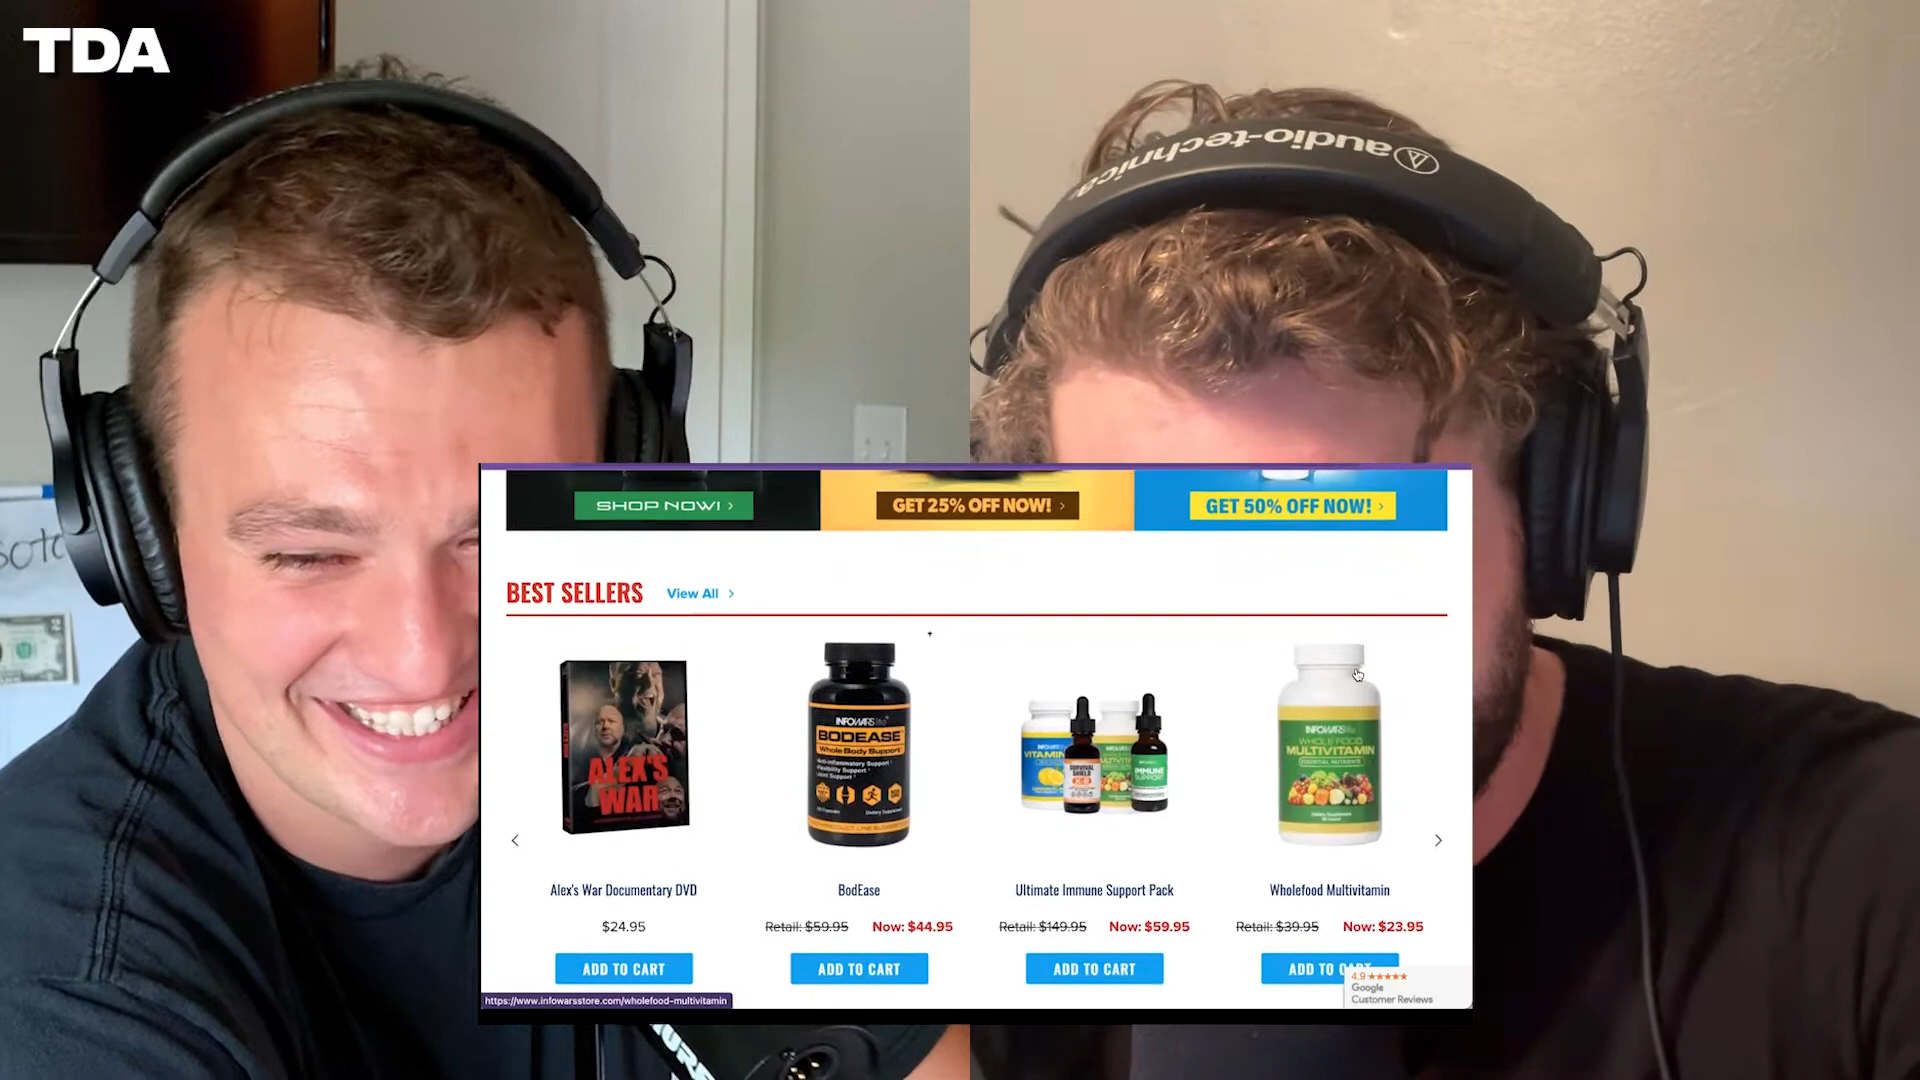 TDA
audio-technica
SHOP NOW! >
GET 25% OFF NOW! >
GET 50% OFF NOW! >
BEST SELLERS View All >
ALEX'S
WAR
INFOWARS life
BODEASE
Whole Body Support
Anti-inflammatory Support
Flexibility Support
Joint Support
Dietary Supplement
VITAMIN
SURVIVAL
SHIELD
X-2
IMMUNE
SUPPORT
INFOWARS life
WHOLE FOOD
MULTIVITAMIN
ESSENTIAL NUTRIENTS
Alex's War Documentary DVD
BodEase
Ultimate Immune Support Pack
Wholefood Multivitamin
$24.95
Retail: $59.95 Now: $44.95
Retail: $149.95 Now: $59.95
Retail: $39.95 Now: $23.95
ADD TO CART
ADD TO CART
ADD TO CART
ADD TO CART
4.9 ★★★★★
Google
Customer Reviews
https://www.infowarsstore.com/wholefood-multivitamin